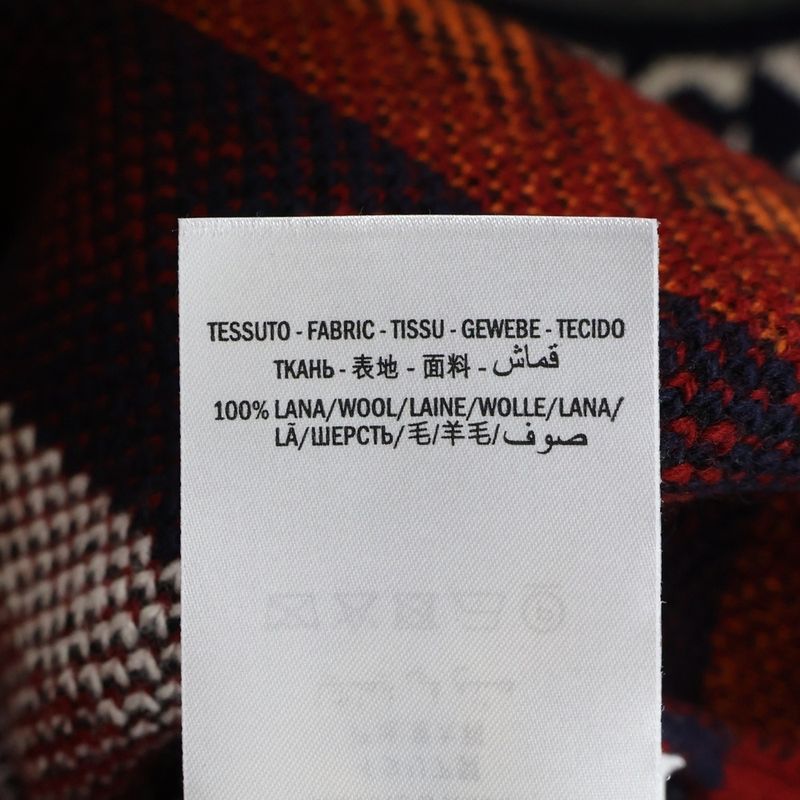 TESSUTO - FABRIC - TISSU - GEWEBE - TECIDO
ТКАНЬ - 表地 - 面料 - قماش
100% LANA/WOOL/LAINE/WOLLE/LANA/
LÃ/ШЕРСТЬ/毛/羊毛/صوف